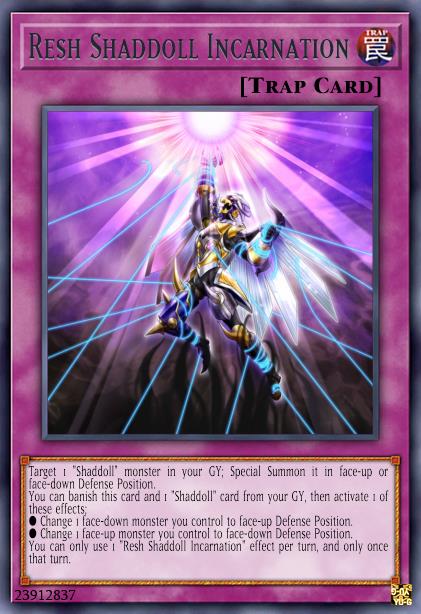 RESH SHADDOLL INCARNATION
TRAP
罠
[TRAP CARD]
Target 1 "Shaddoll" monster in your GY; Special Summon it in face-up or
face-down Defense Position.
You can banish this card and 1 "Shaddoll" card from your GY, then activate 1 of
these effects;
● Change 1 face-down monster you control to face-up Defense Position.
● Change 1 face-up monster you control to face-down Defense Position.
You can only use 1 "Resh Shaddoll Incarnation" effect per turn, and only once
that turn.
23912837